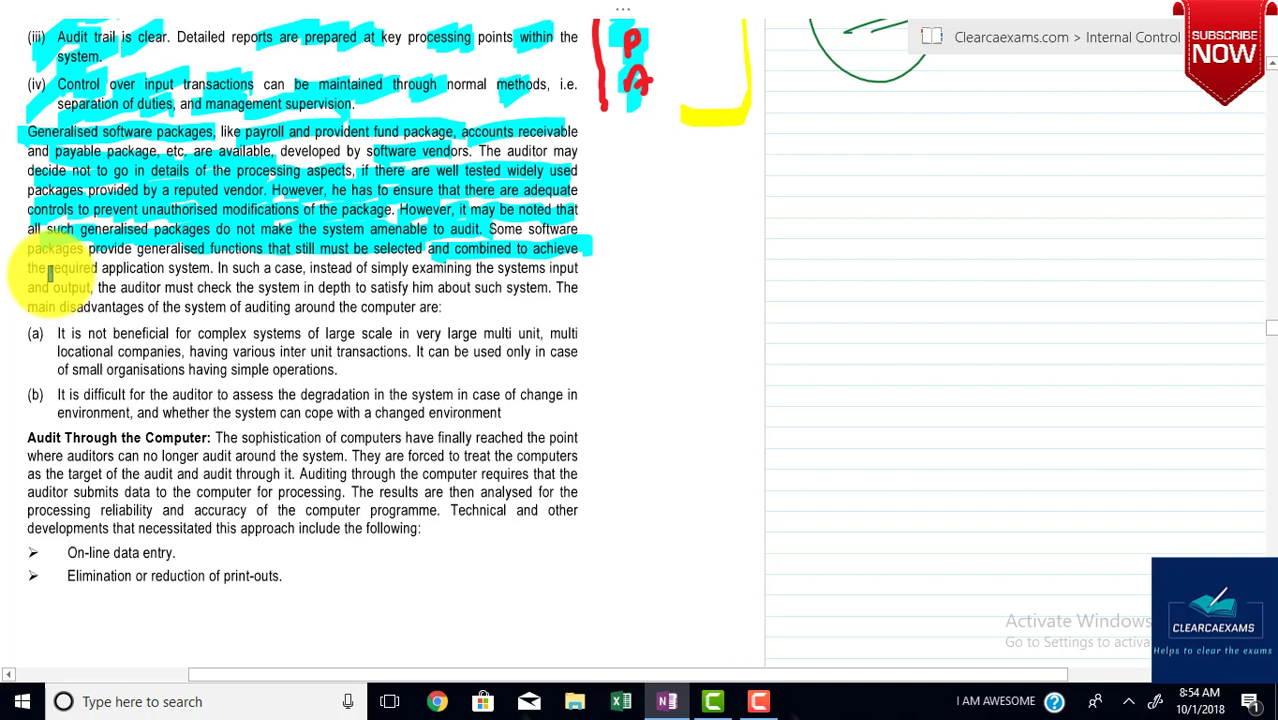 (iii) Audit trail is clear. Detailed reports are prepared at key processing points within the
system.
(iv) Control over input transactions can be maintained through normal methods, i.e.
separation of duties, and management supervision.
Generalised software packages, like payroll and provident fund package, accounts receivable
and payable package, etc. are available, developed by software vendors. The auditor may
decide not to go in details of the processing aspects, if there are well tested widely used
packages provided by a reputed vendor. However, he has to ensure that there are adequate
controls to prevent unauthorised modifications of the package. However, it may be noted that
all such generalised packages do not make the system amenable to audit. Some software
packages provide generalised functions that still must be selected and combined to achieve
the required application system. In such a case, instead of simply examining the systems input
and output, the auditor must check the system in depth to satisfy him about such system. The
main disadvantages of the system of auditing around the computer are:
(a) It is not beneficial for complex systems of large scale in very large multi unit, multi
locational companies, having various inter unit transactions. It can be used only in case
of small organisations having simple operations.
(b) It is difficult for the auditor to assess the degradation in the system in case of change in
environment, and whether the system can cope with a changed environment
Audit Through the Computer: The sophistication of computers have finally reached the point
where auditors can no longer audit around the system. They are forced to treat the computers
as the target of the audit and audit through it. Auditing through the computer requires that the
auditor submits data to the computer for processing. The results are then analysed for the
processing reliability and accuracy of the computer programme. Technical and other
developments that necessitated this approach include the following:
➢ On-line data entry.
➢ Elimination or reduction of print-outs.
P
A
Clearcaexams.com > Internal Control
SUBSCRIBE
NOW
Activate Windows
Go to Settings to activa
CLEARCAEXAMS
Helps to clear the exams
Type here to search
I AM AWESOME
8:54 AM
10/1/2018